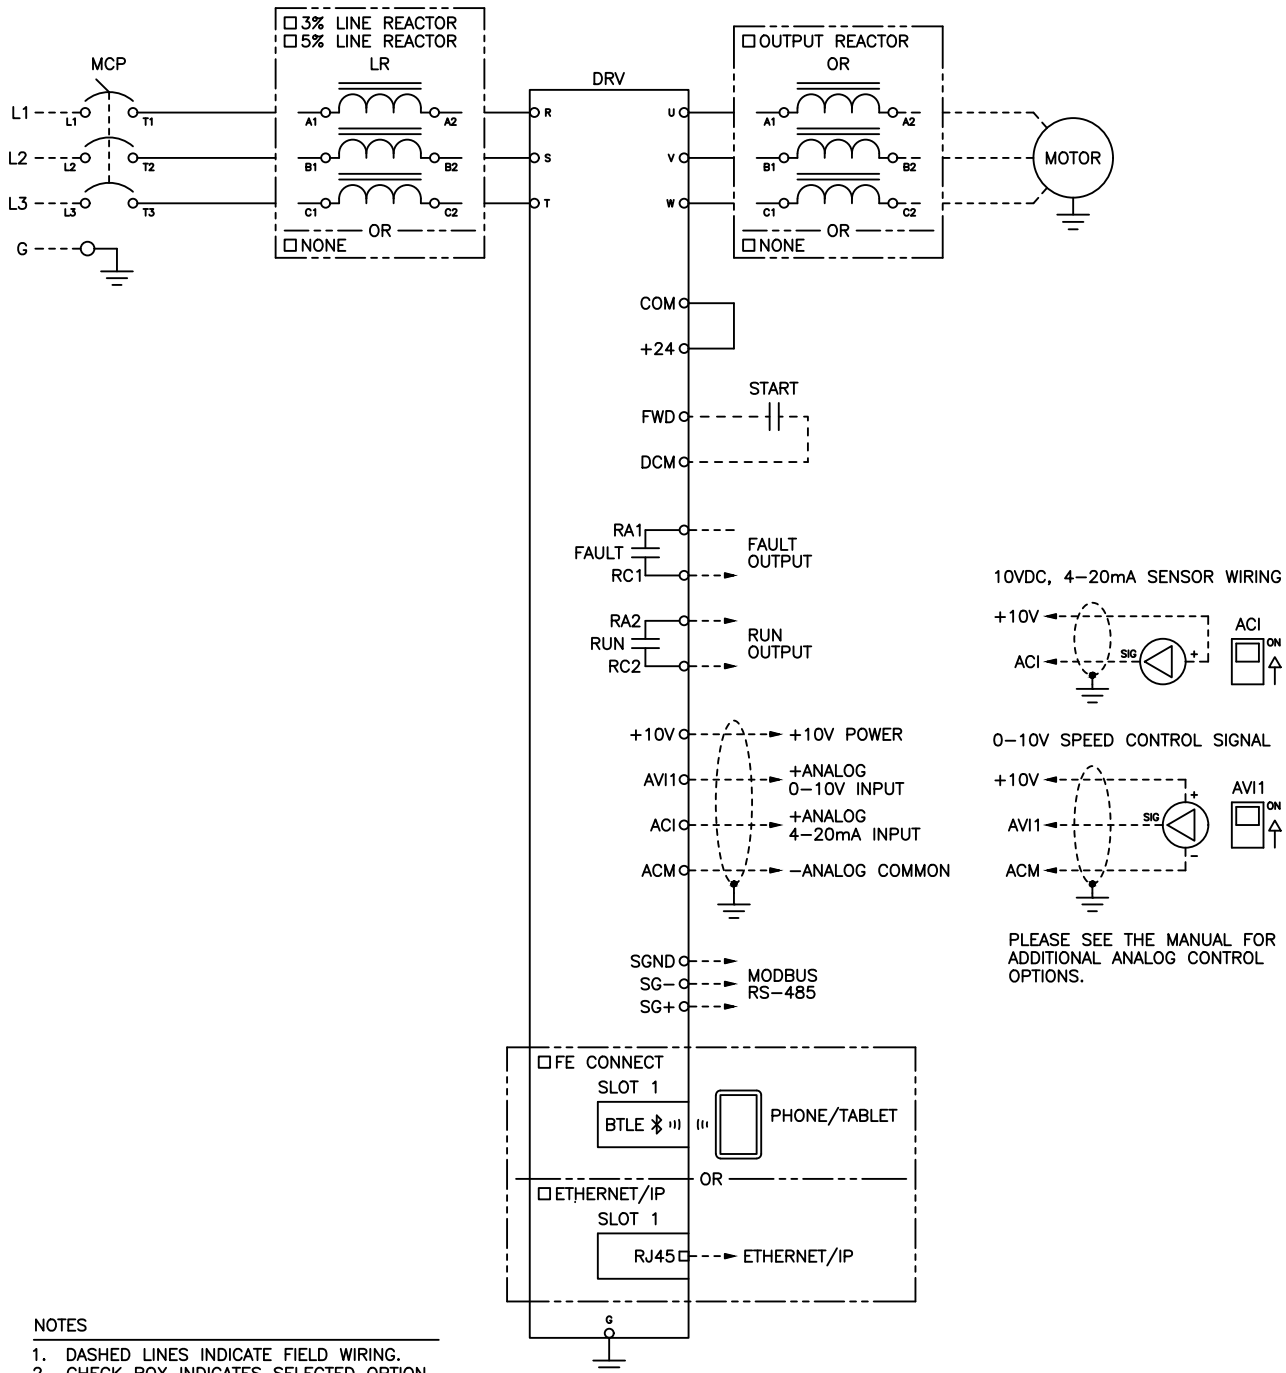 ☐ 3% LINE REACTOR
☐ 5% LINE REACTOR
LR
MCP
DRV
☐ OUTPUT REACTOR
OR
L1
L1
T1
A1
A2
R
U
A1
A2
L2
L2
T2
B1
B2
S
V
B1
B2
MOTOR
L3
L3
T3
C1
C2
T
W
C1
C2
G
OR
☐ NONE
OR
☐ NONE
COM
+24
START
FWD
DCM
RA1
FAULT
RC1
FAULT
OUTPUT
RA2
RUN
RC2
RUN
OUTPUT
+10V
+10V POWER
AVI1
+ANALOG
0-10V INPUT
ACI
+ANALOG
4-20mA INPUT
ACM
-ANALOG COMMON
SGND
SG-
SG+
MODBUS
RS-485
10VDC, 4-20mA SENSOR WIRING
+10V
ACI
SIG
+
ACI
ON
0-10V SPEED CONTROL SIGNAL
+10V
+
AVI1
SIG
ACM
-
AVI1
ON
PLEASE SEE THE MANUAL FOR
ADDITIONAL ANALOG CONTROL
OPTIONS.
☐ FE CONNECT
SLOT 1
BTLE
PHONE/TABLET
OR
☐ ETHERNET/IP
SLOT 1
RJ45
ETHERNET/IP
G
NOTES
1. DASHED LINES INDICATE FIELD WIRING.
2. CHECK BOX INDICATES SELECTED OPTION